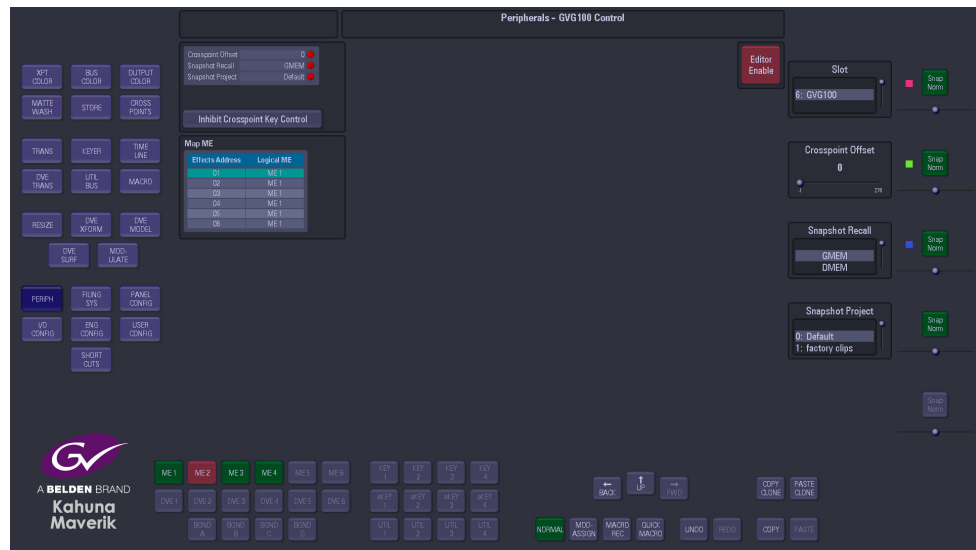 Peripherals - GVG100 Control
Crosspoint Offset 0
Snapshot Recall GMEM
Snapshot Project Default
Inhibit Crosspoint Key Control
Map ME
Effects Address Logical ME
01 ME 1
02 ME 1
03 ME 1
04 ME 1
05 ME 1
06 ME 1
Editor
Enable
Slot
6: GVG100
Snap
Norm
Crosspoint Offset
0
-1 278
Snap
Norm
Snapshot Recall
GMEM
DMEM
Snap
Norm
Snapshot Project
0: Default
1: factory clips
Snap
Norm
Snap
Norm
XPT
COLOR
BUS
COLOR
OUTPUT
COLOR
MATTE
WASH
STORE
CROSS
POINTS
TRANS
KEYER
TIME
LINE
DVE
TRANS
UTIL
BUS
MACRO
RESIZE
DVE
XFORM
DVE
MODEL
DVE
SURF
MOD-
ULATE
PERIPH
FILING
SYS
PANEL
CONFIG
I/O
CONFIG
ENG
CONFIG
USER
CONFIG
SHORT
CUTS
GV
A BELDEN BRAND
Kahuna
Maverik
ME 1 ME 2 ME 3 ME 4 ME 5 ME 6
DVE 1 DVE 2 DVE 3 DVE 4 DVE 5 DVE 6
BGND
A
BGND
B
BGND
C
BGND
D
KEY
1
KEY
2
KEY
3
KEY
4
eKEY
1
eKEY
2
eKEY
3
eKEY
4
UTIL
1
UTIL
2
UTIL
3
UTIL
4
BACK
UP
FWD
COPY
CLONE
PASTE
CLONE
NORMAL
MOD-
ASSIGN
MACRO
REC
QUICK
MACRO
UNDO
REDO
COPY
PASTE